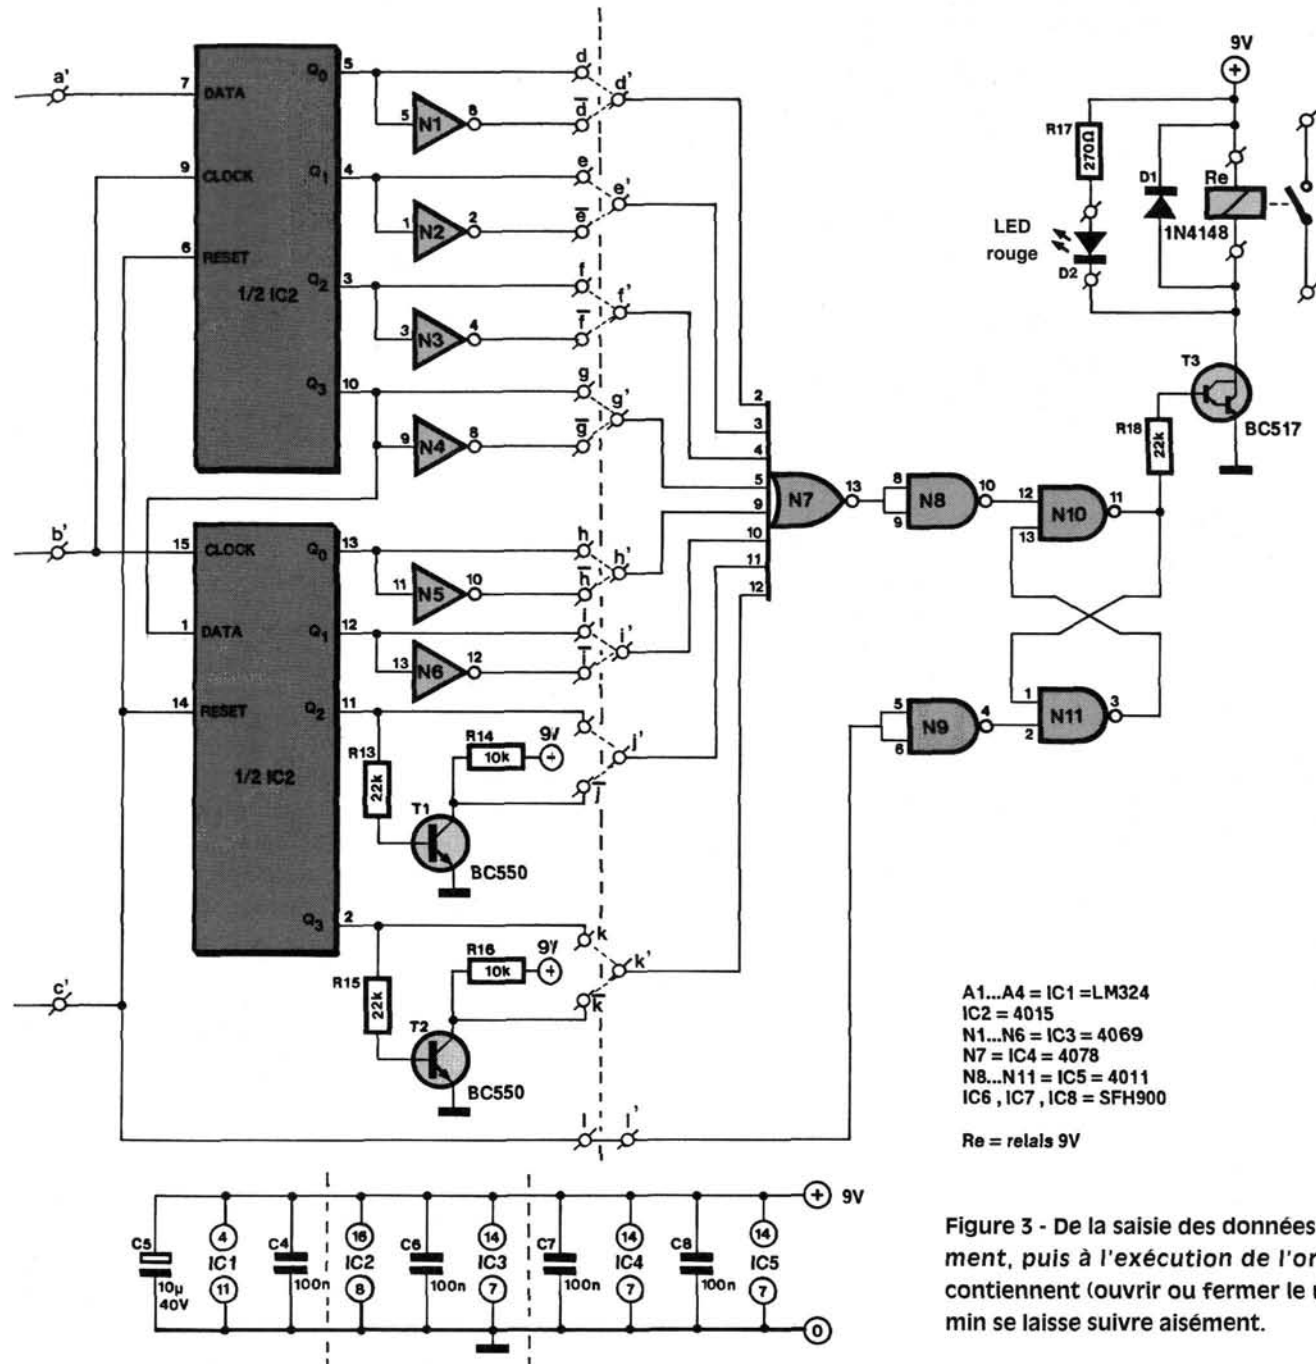 a'
7
DATA
Q0
5
d
d'
5
N1
8
d̅
9
CLOCK
Q1
4
e
e'
1
N2
2
e̅
6
RESET
1/2 IC2
Q2
3
f
f'
3
N3
4
f̅
Q3
10
g
g'
9
N4
8
g̅
b'
15
CLOCK
Q0
13
h
h'
11
N5
10
h̅
1
DATA
Q1
12
i
i'
13
N6
12
i̅
14
RESET
Q2
11
1/2 IC2
R13
22k
R14
10k
9V
+
j'
j̅
T1
BC550
Q3
2
k
k'
R15
22k
R16
10k
9V
+
k̅
T2
BC550
c'
l
l'
2
3
4
5
9
10
11
12
N7
13
8
9
N8
10
12
13
N10
11
5
6
N9
4
1
2
N11
3
R18
22k
T3
BC517
9V
+
R17
270Ω
D1
1N4148
Re
LED
rouge
D2
A1...A4 = IC1 =LM324
IC2 = 4015
N1...N6 = IC3 = 4069
N7 = IC4 = 4078
N8...N11 = IC5 = 4011
IC6 , IC7 , IC8 = SFH900
Re = relais 9V
+ 9V
C5
10µ
40V
4
IC1
11
C4
100n
16
IC2
8
C6
100n
14
IC3
7
C7
100n
14
IC4
7
C8
100n
14
IC5
7
0
Figure 3 - De la saisie des données
ment, puis à l'exécution de l'or
contiennent (ouvrir ou fermer le r
min se laisse suivre aisément.